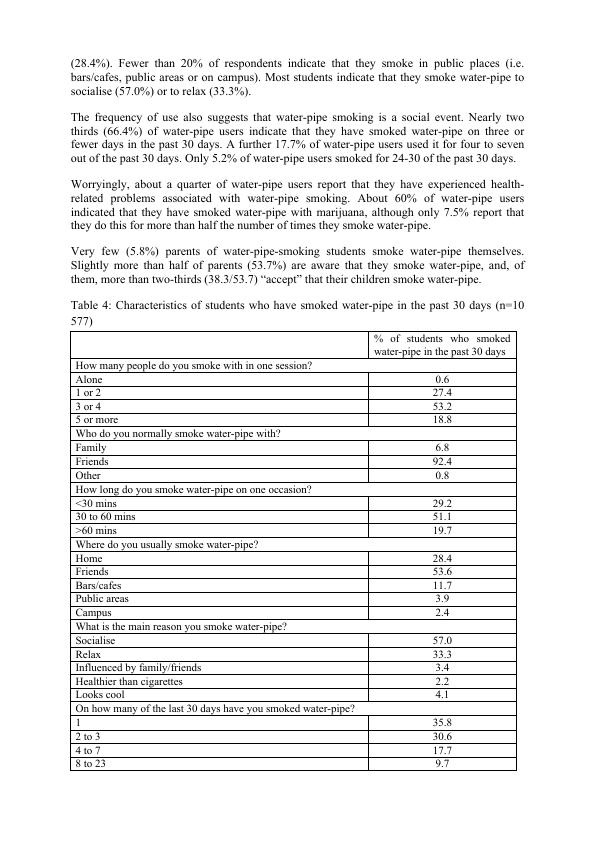 (28.4%). Fewer than 20% of respondents indicate that they smoke in public places (i.e.
bars/cafes, public areas or on campus). Most students indicate that they smoke water-pipe to
socialise (57.0%) or to relax (33.3%).
The frequency of use also suggests that water-pipe smoking is a social event. Nearly two
thirds (66.4%) of water-pipe users indicate that they have smoked water-pipe on three or
fewer days in the past 30 days. A further 17.7% of water-pipe users used it for four to seven
out of the past 30 days. Only 5.2% of water-pipe users smoked for 24-30 of the past 30 days.
Worryingly, about a quarter of water-pipe users report that they have experienced health-
related problems associated with water-pipe smoking. About 60% of water-pipe users
indicated that they have smoked water-pipe with marijuana, although only 7.5% report that
they do this for more than half the number of times they smoke water-pipe.
Very few (5.8%) parents of water-pipe-smoking students smoke water-pipe themselves.
Slightly more than half of parents (53.7%) are aware that they smoke water-pipe, and, of
them, more than two-thirds (38.3/53.7) “accept” that their children smoke water-pipe.
Table 4: Characteristics of students who have smoked water-pipe in the past 30 days (n=10
577)
% of students who smoked
water-pipe in the past 30 days
How many people do you smoke with in one session?
Alone 0.6
1 or 2 27.4
3 or 4 53.2
5 or more 18.8
Who do you normally smoke water-pipe with?
Family 6.8
Friends 92.4
Other 0.8
How long do you smoke water-pipe on one occasion?
<30 mins 29.2
30 to 60 mins 51.1
>60 mins 19.7
Where do you usually smoke water-pipe?
Home 28.4
Friends 53.6
Bars/cafes 11.7
Public areas 3.9
Campus 2.4
What is the main reason you smoke water-pipe?
Socialise 57.0
Relax 33.3
Influenced by family/friends 3.4
Healthier than cigarettes 2.2
Looks cool 4.1
On how many of the last 30 days have you smoked water-pipe?
1 35.8
2 to 3 30.6
4 to 7 17.7
8 to 23 9.7